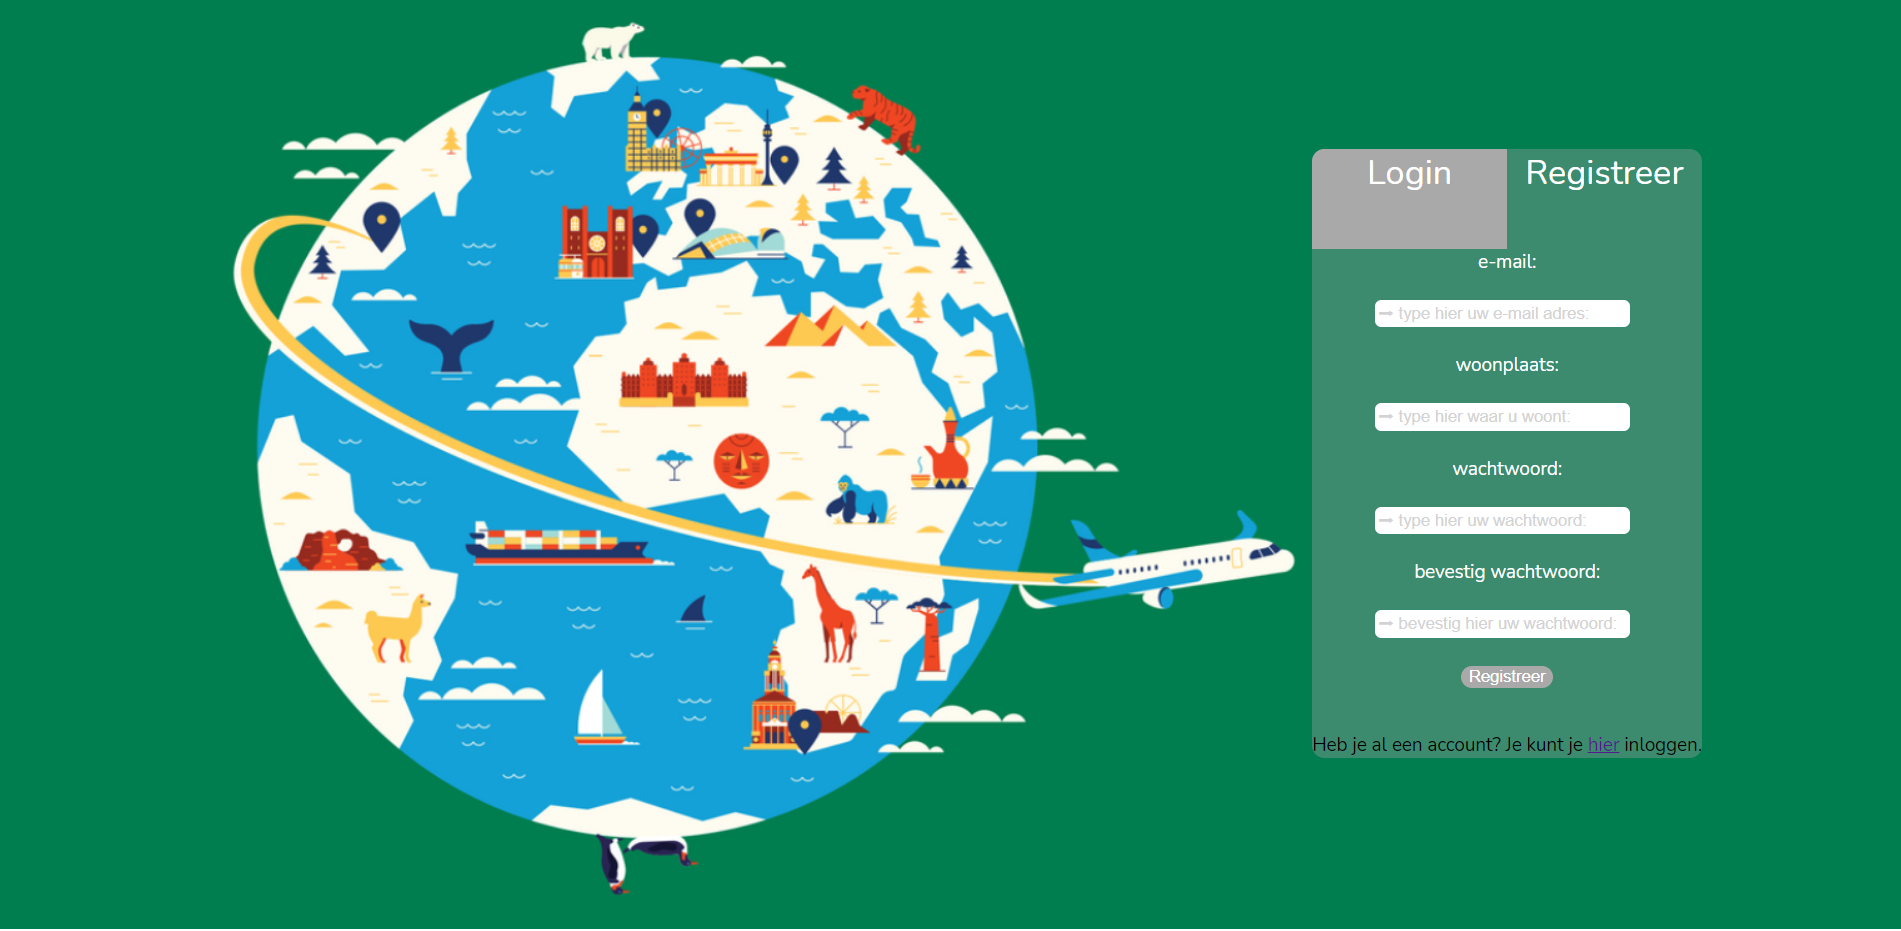 Login
Registreer
e-mail:
➞ type hier uw e-mail adres:
woonplaats:
➞ type hier waar u woont:
wachtwoord:
➞ type hier uw wachtwoord:
bevestig wachtwoord:
➞ bevestig hier uw wachtwoord:
Registreer
Heb je al een account? Je kunt je hier inloggen.